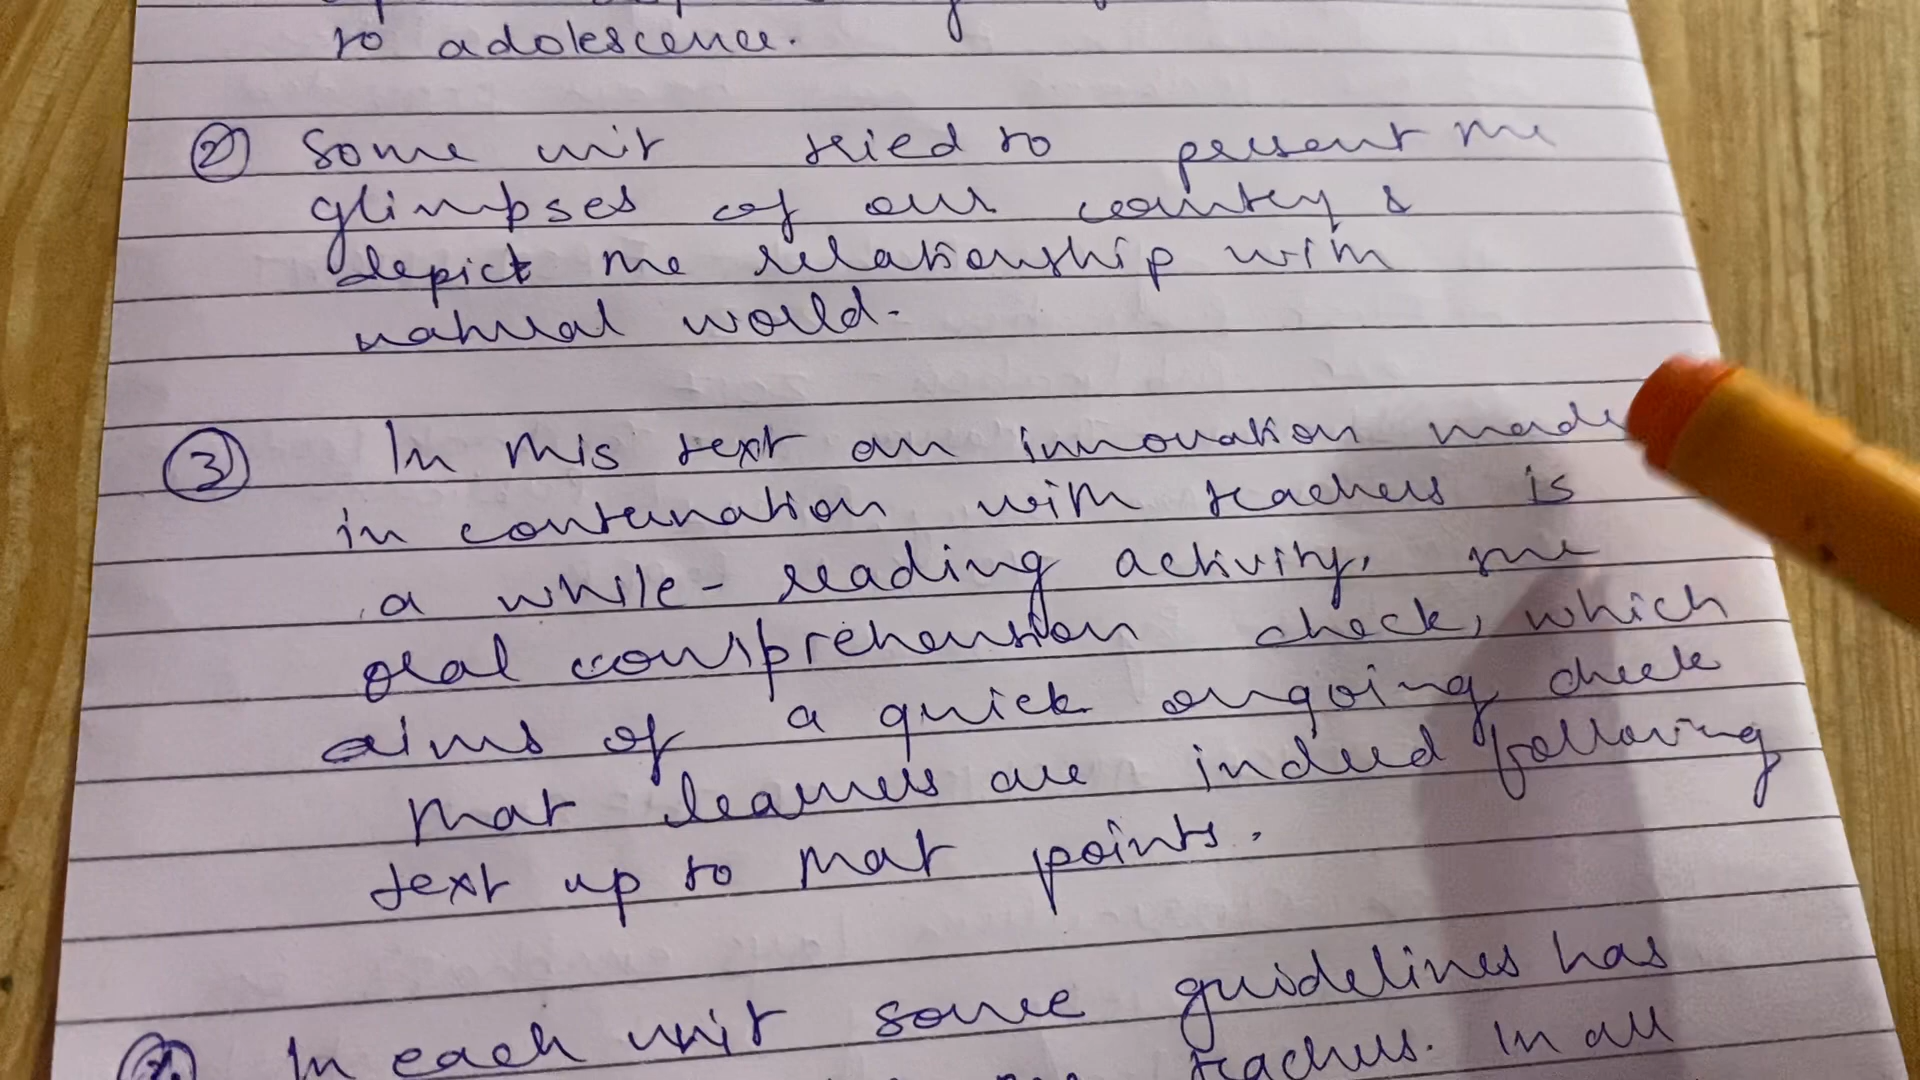 to adolescence.
② Some unit tried to present the
glimpses of our country &
depict the relationship with
natural world.
③ In this text an innovation made
in with teachers is
a while-reading activity, the
oral comprehension check, which
aims of a quick ongoing check
that learners are indeed following
text up to that points.
In each unit some guidelines has
teachers. In all